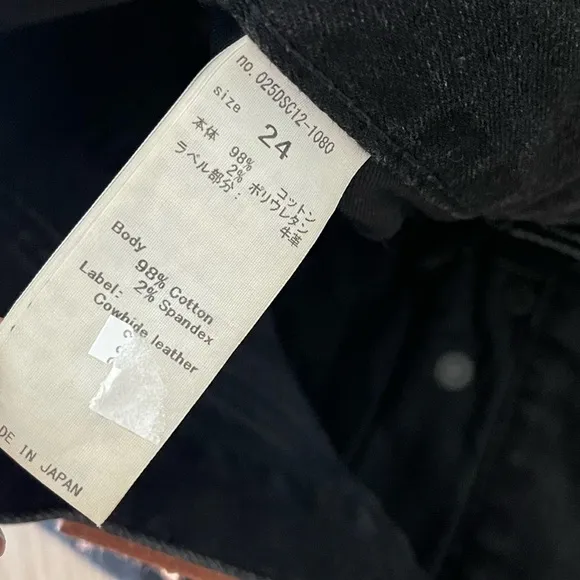 no. 025DSC12-1080
size 24
本体 98% コットン
2% ポリウレタン
ラベル部分: 牛革
Body
98% Cotton
2% Spandex
Label:
Cowhide leather
DE IN JAPAN